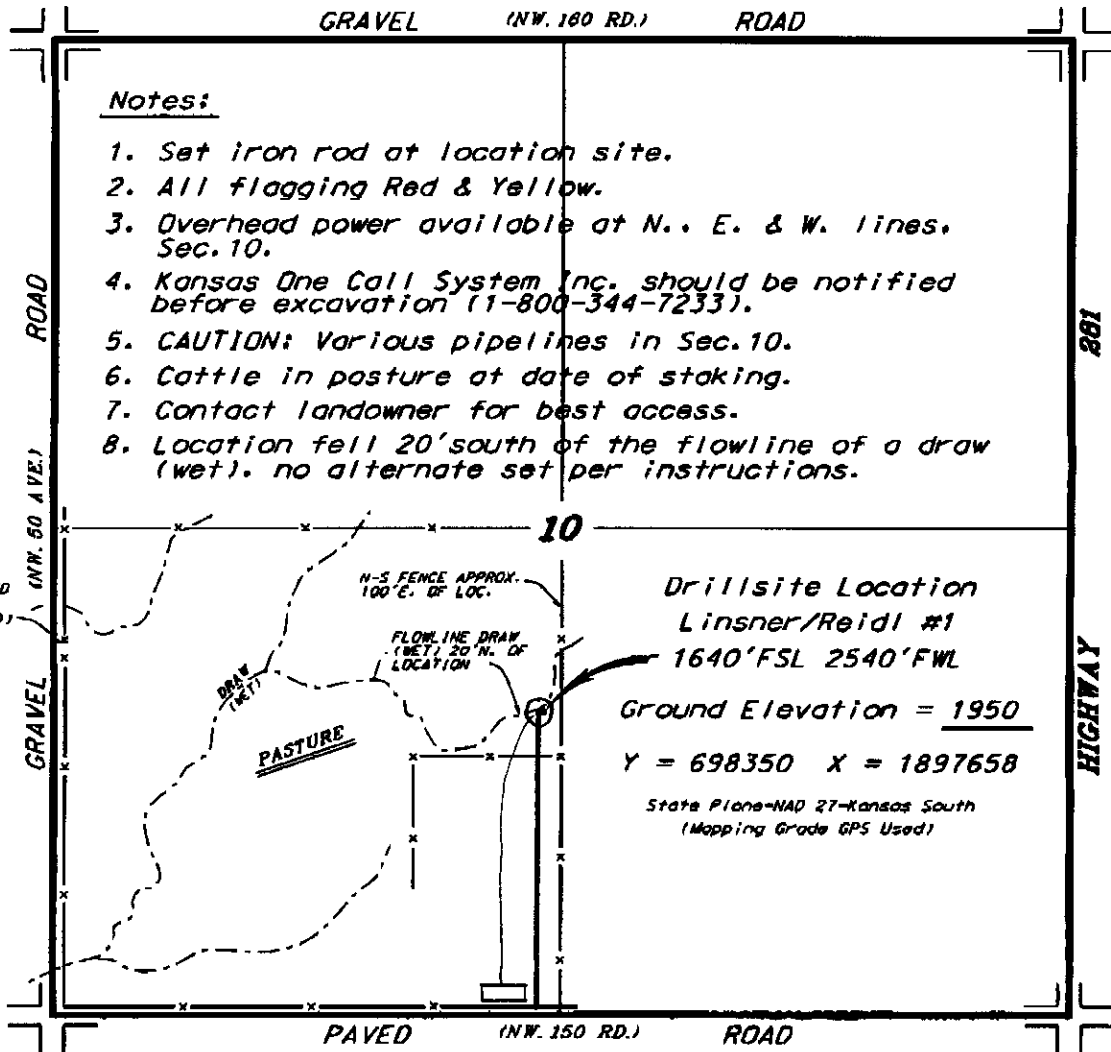 GRAVEL (NW. 160 RD.) ROAD
Notes:
1. Set iron rod at location site.
2. All flagging Red & Yellow.
3. Overhead power available at N., E. & W. lines,
Sec. 10.
4. Kansas One Call System Inc. should be notified
before excavation (1-800-344-7233).
5. CAUTION: Various pipelines in Sec. 10.
6. Cattle in pasture at date of staking.
7. Contact landowner for best access.
8. Location fell 20' south of the flowline of a draw
(wet). no alternate set per instructions.
GRAVEL (NW. 60 AVE.) ROAD
HIGHWAY 281
10
N-S FENCE APPROX.
100'E. OF LOC.
FLOWLINE DRAW
(WET) 20'N. OF
LOCATION
DRAW
(WET)
PASTURE
Drillsite Location
Linsner/Reidl #1
1640'FSL 2540'FWL
Ground Elevation = 1950
Y = 698350 X = 1897658
State Plane-NAD 27-Kansas South
(Mapping Grade GPS Used)
PAVED (NW. 150 RD.) ROAD